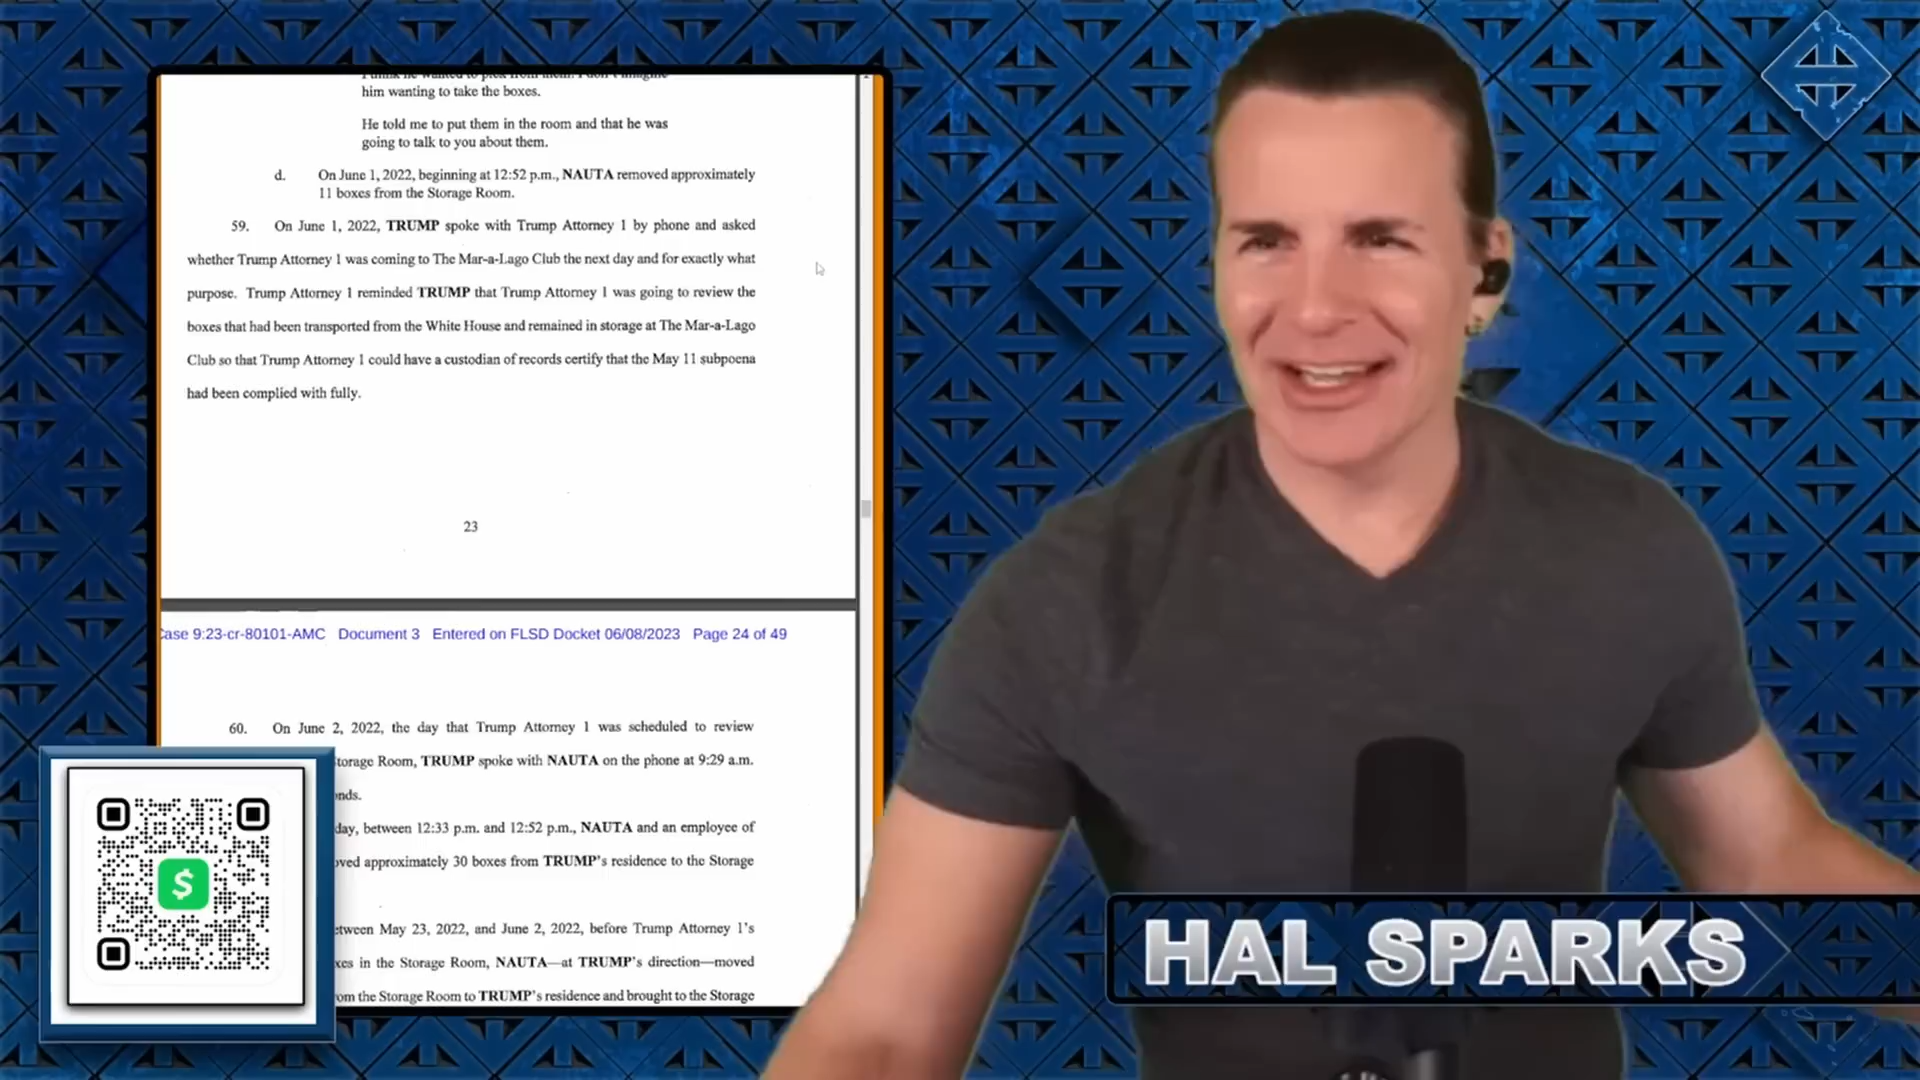 I think he wanted to pick from them. I don't imagine
him wanting to take the boxes.
He told me to put them in the room and that he was
going to talk to you about them.
d. On June 1, 2022, beginning at 12:52 p.m., NAUTA removed approximately
11 boxes from the Storage Room.
59. On June 1, 2022, TRUMP spoke with Trump Attorney 1 by phone and asked
whether Trump Attorney 1 was coming to The Mar-a-Lago Club the next day and for exactly what
purpose. Trump Attorney 1 reminded TRUMP that Trump Attorney 1 was going to review the
boxes that had been transported from the White House and remained in storage at The Mar-a-Lago
Club so that Trump Attorney 1 could have a custodian of records certify that the May 11 subpoena
had been complied with fully.
23
Case 9:23-cr-80101-AMC Document 3 Entered on FLSD Docket 06/08/2023 Page 24 of 49
60. On June 2, 2022, the day that Trump Attorney 1 was scheduled to review
torage Room, TRUMP spoke with NAUTA on the phone at 9:29 a.m.
nds.
day, between 12:33 p.m. and 12:52 p.m., NAUTA and an employee of
ved approximately 30 boxes from TRUMP's residence to the Storage
tween May 23, 2022, and June 2, 2022, before Trump Attorney 1's
xes in the Storage Room, NAUTA—at TRUMP's direction—moved
om the Storage Room to TRUMP's residence and brought to the Storage
$
HAL SPARKS